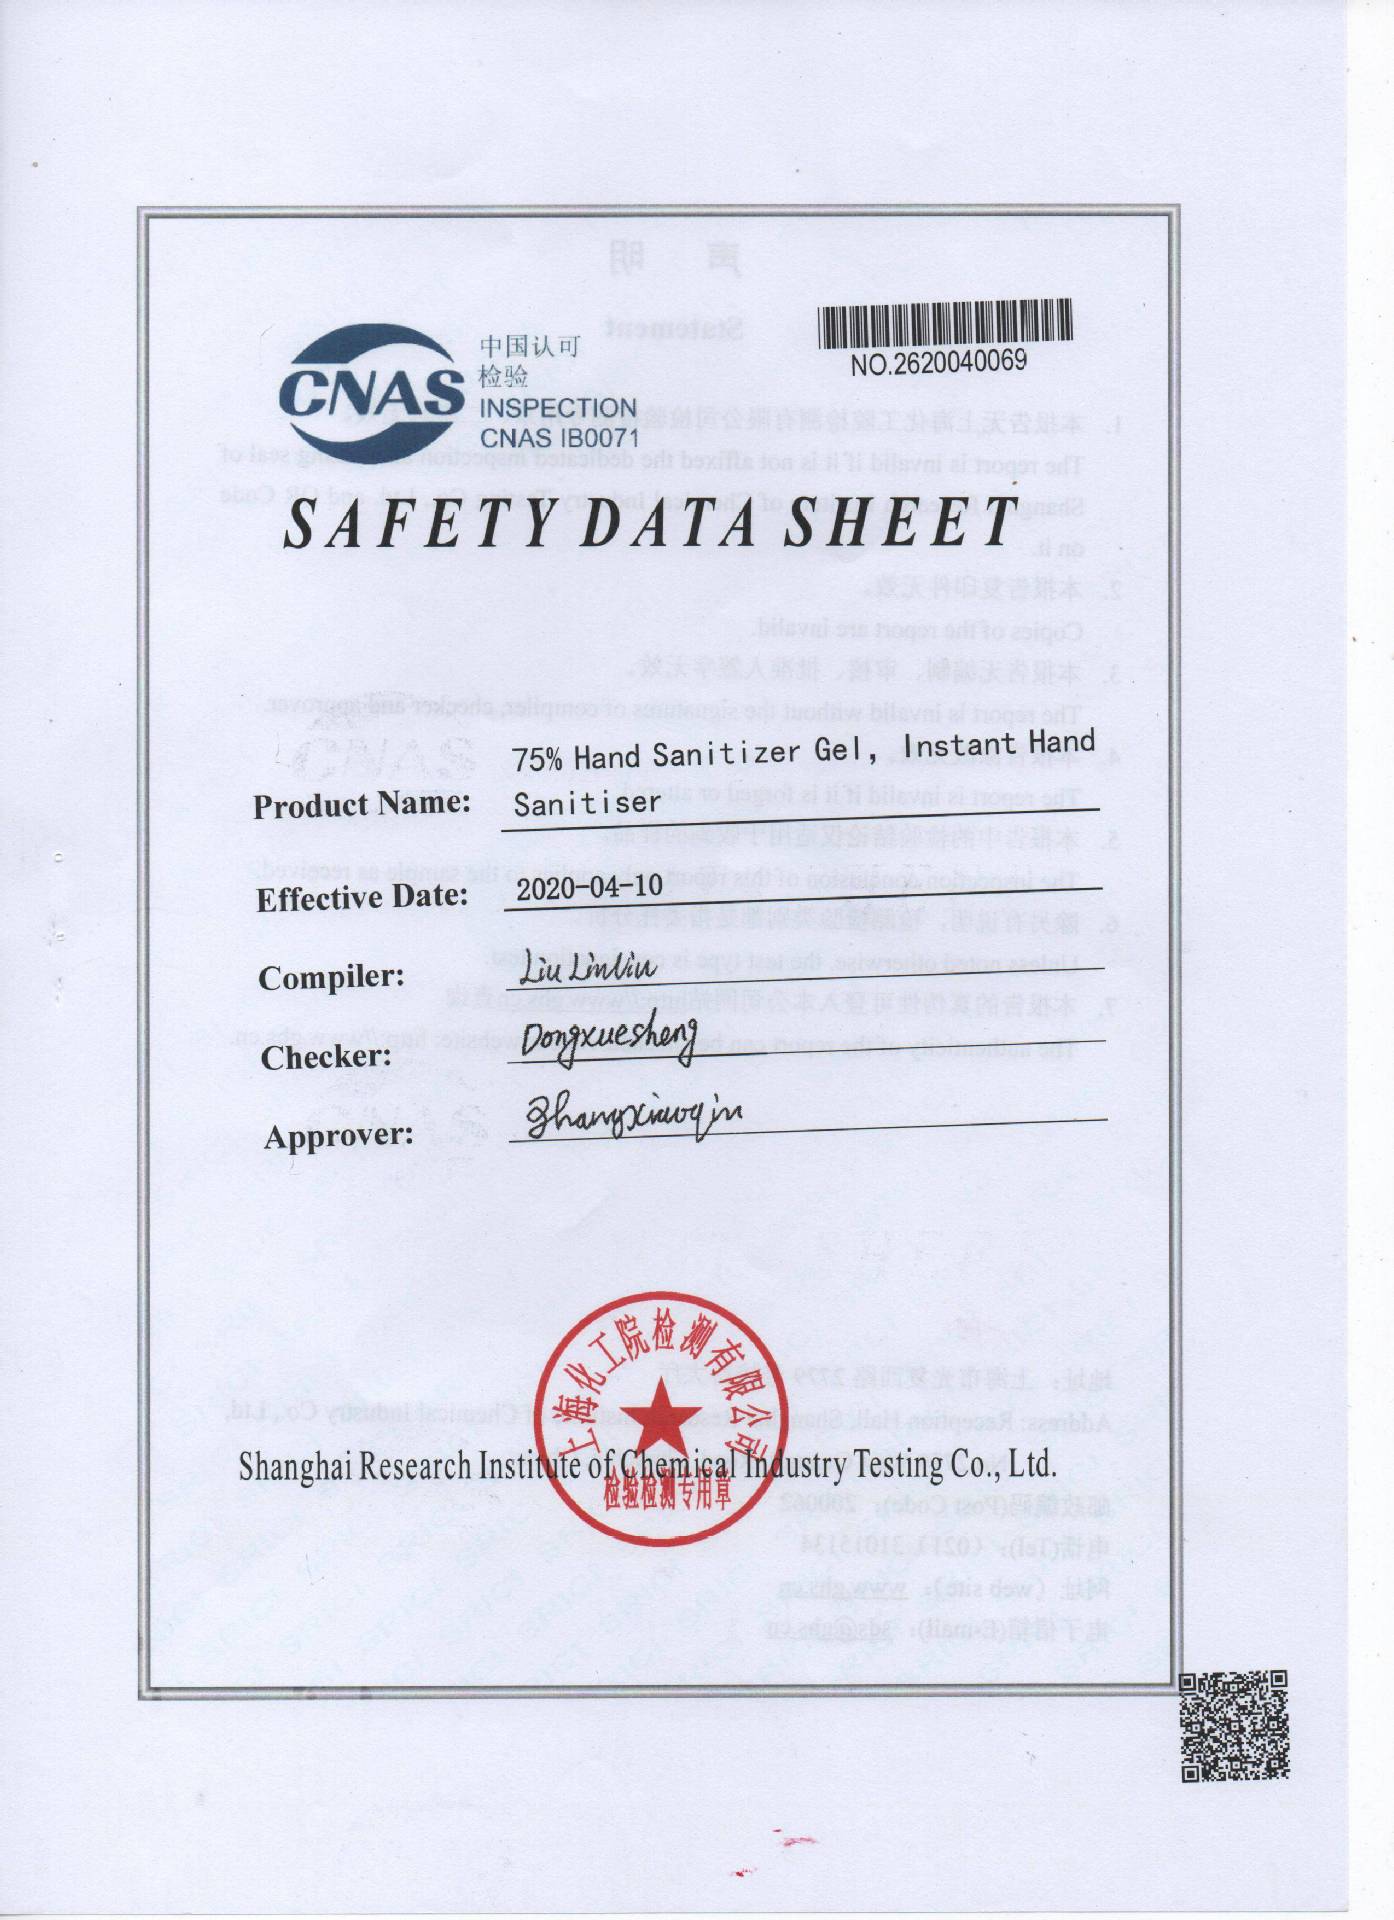 NO.2620040069
CNAS
中国认可
检验
INSPECTION
CNAS IB0071
SAFETY DATA SHEET
75% Hand Sanitizer Gel, Instant Hand
Product Name: Sanitiser
Effective Date: 2020-04-10
Compiler: Liu Linlin
Checker: Dongxuesheng
Approver: Zhangxiaoqin
上海化工院检测有限公司
Shanghai Research Institute of Chemical Industry Testing Co., Ltd.
检验检测专用章